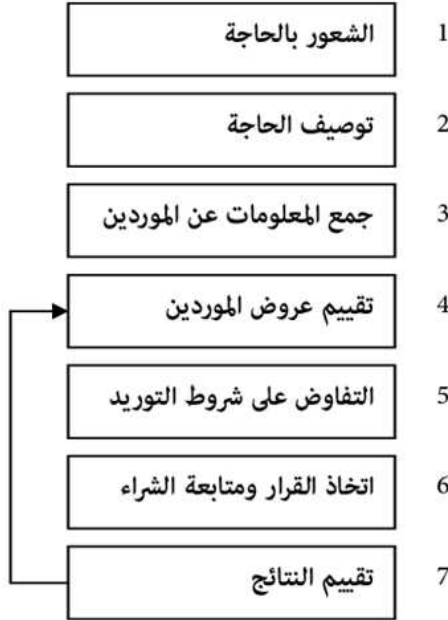 1 الشعور بالحاجة
2 توصيف الحاجة
3 جمع المعلومات عن الموردين
4 تقييم عروض الموردين
5 التفاوض على شروط التوريد
6 اتخاذ القرار ومتابعة الشراء
7 تقييم النتائج